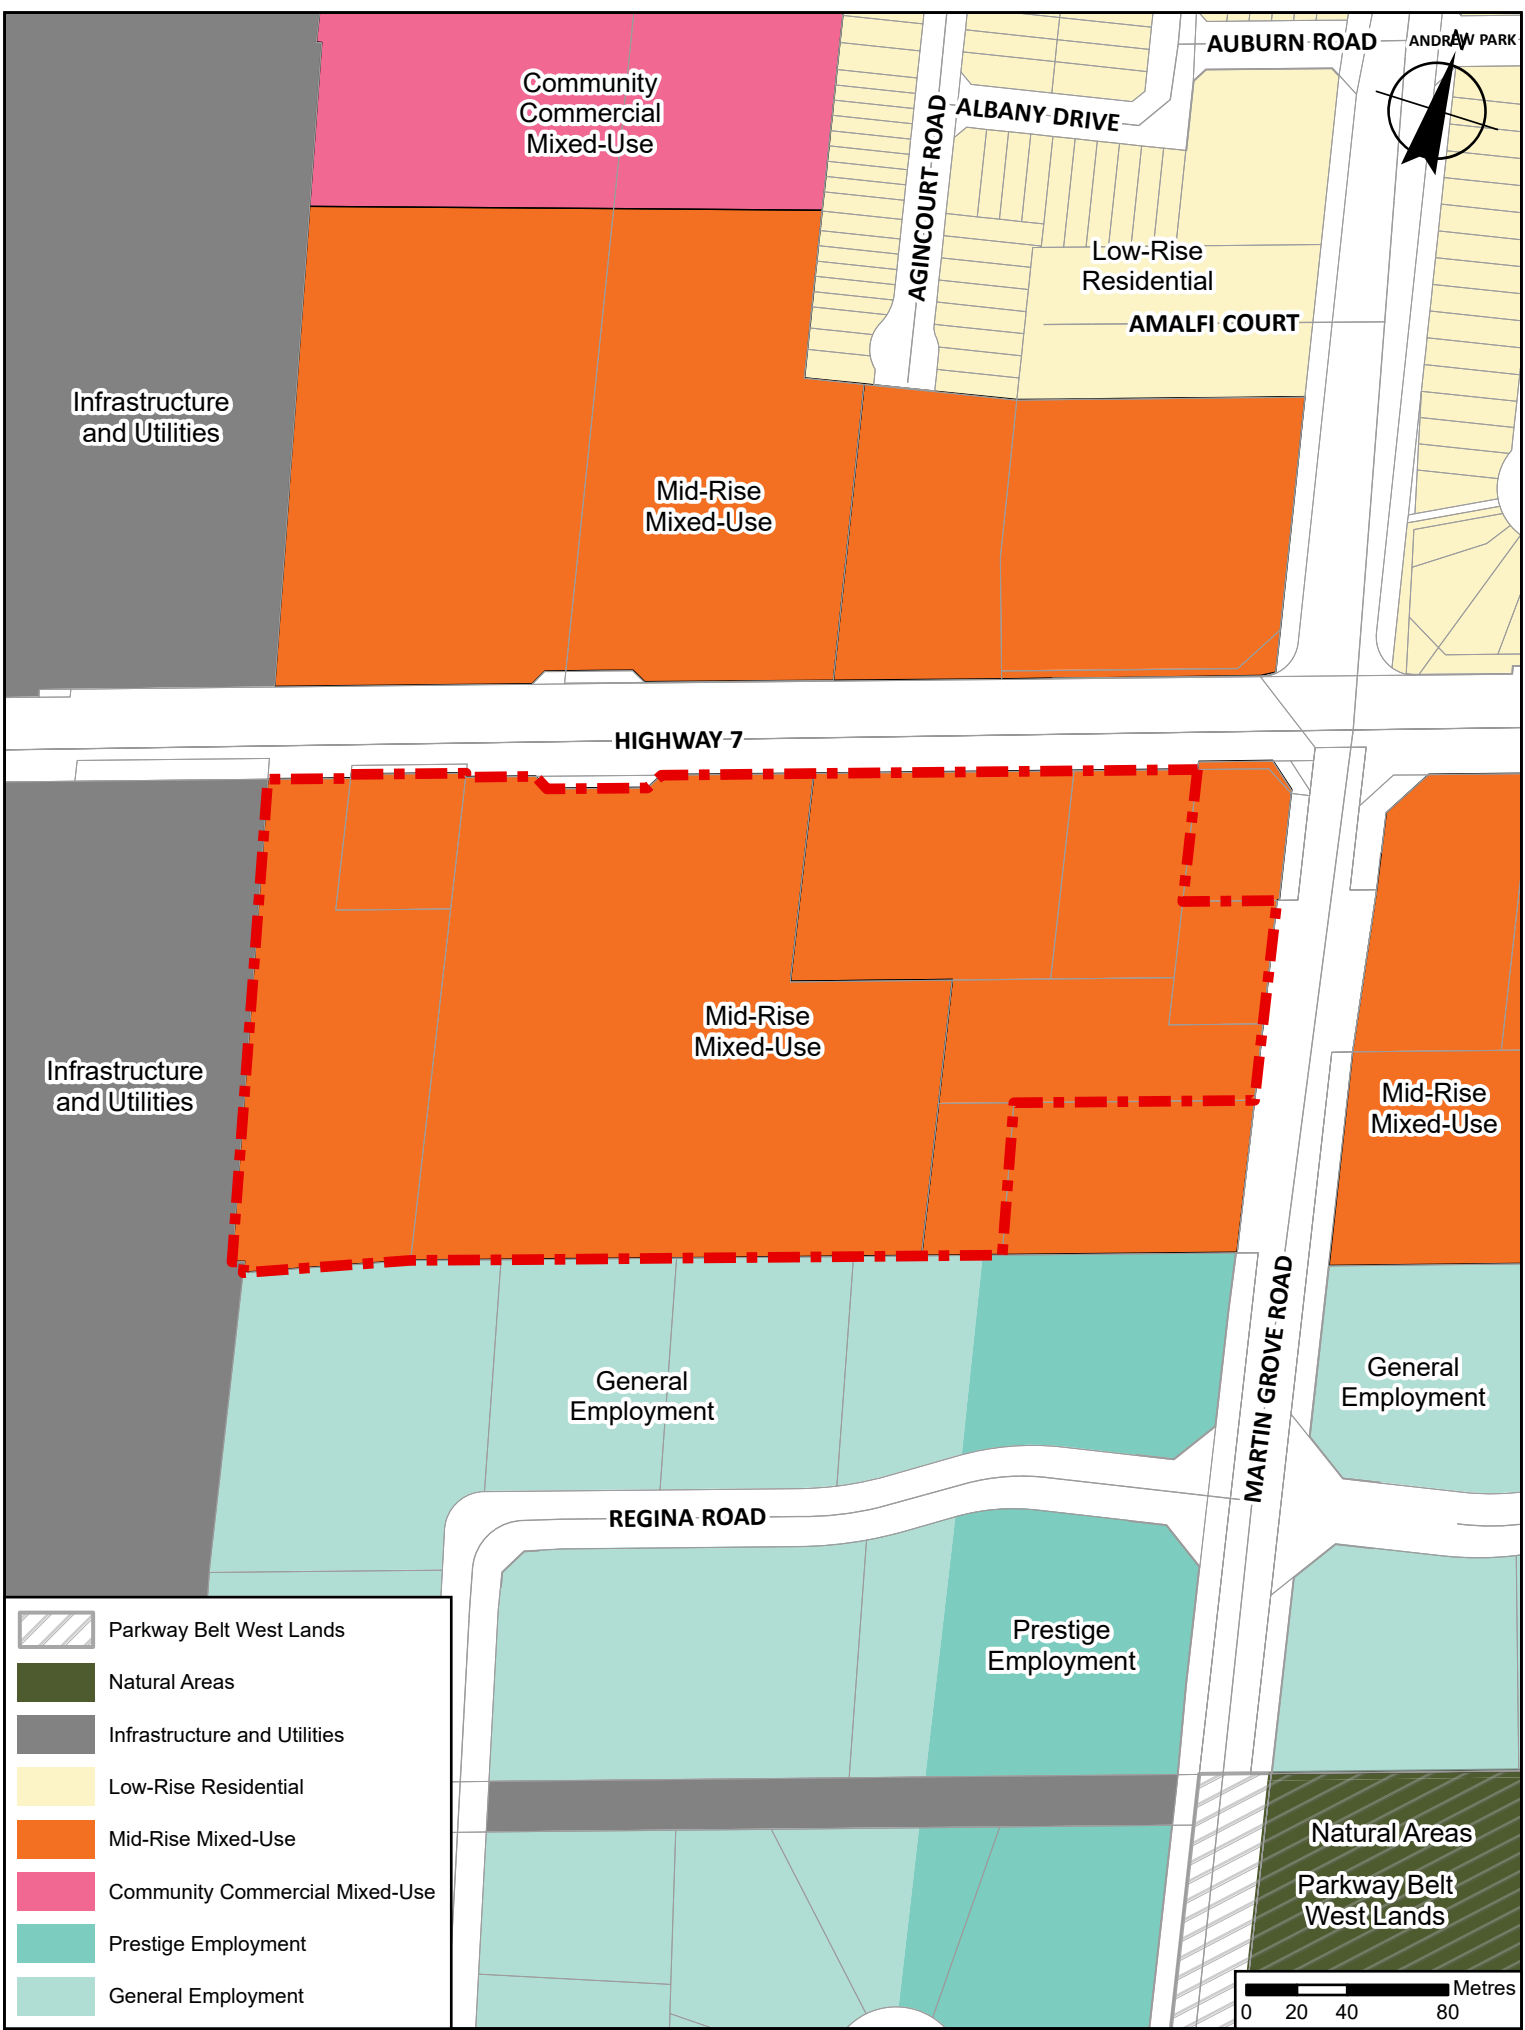 AUBURN ROAD
ANDREW PARK
N
Community
Commercial
Mixed-Use
ALBANY DRIVE
AGINCOURT ROAD
Low-Rise
Residential
AMALFI COURT
Infrastructure
and Utilities
Mid-Rise
Mixed-Use
HIGHWAY 7
Mid-Rise
Mixed-Use
Infrastructure
and Utilities
Mid-Rise
Mixed-Use
MARTIN GROVE ROAD
General
Employment
General
Employment
REGINA ROAD
Prestige
Employment
Natural Areas
Parkway Belt
West Lands
Parkway Belt West Lands
Natural Areas
Infrastructure and Utilities
Low-Rise Residential
Mid-Rise Mixed-Use
Community Commercial Mixed-Use
Prestige Employment
General Employment
Metres
0 20 40 80